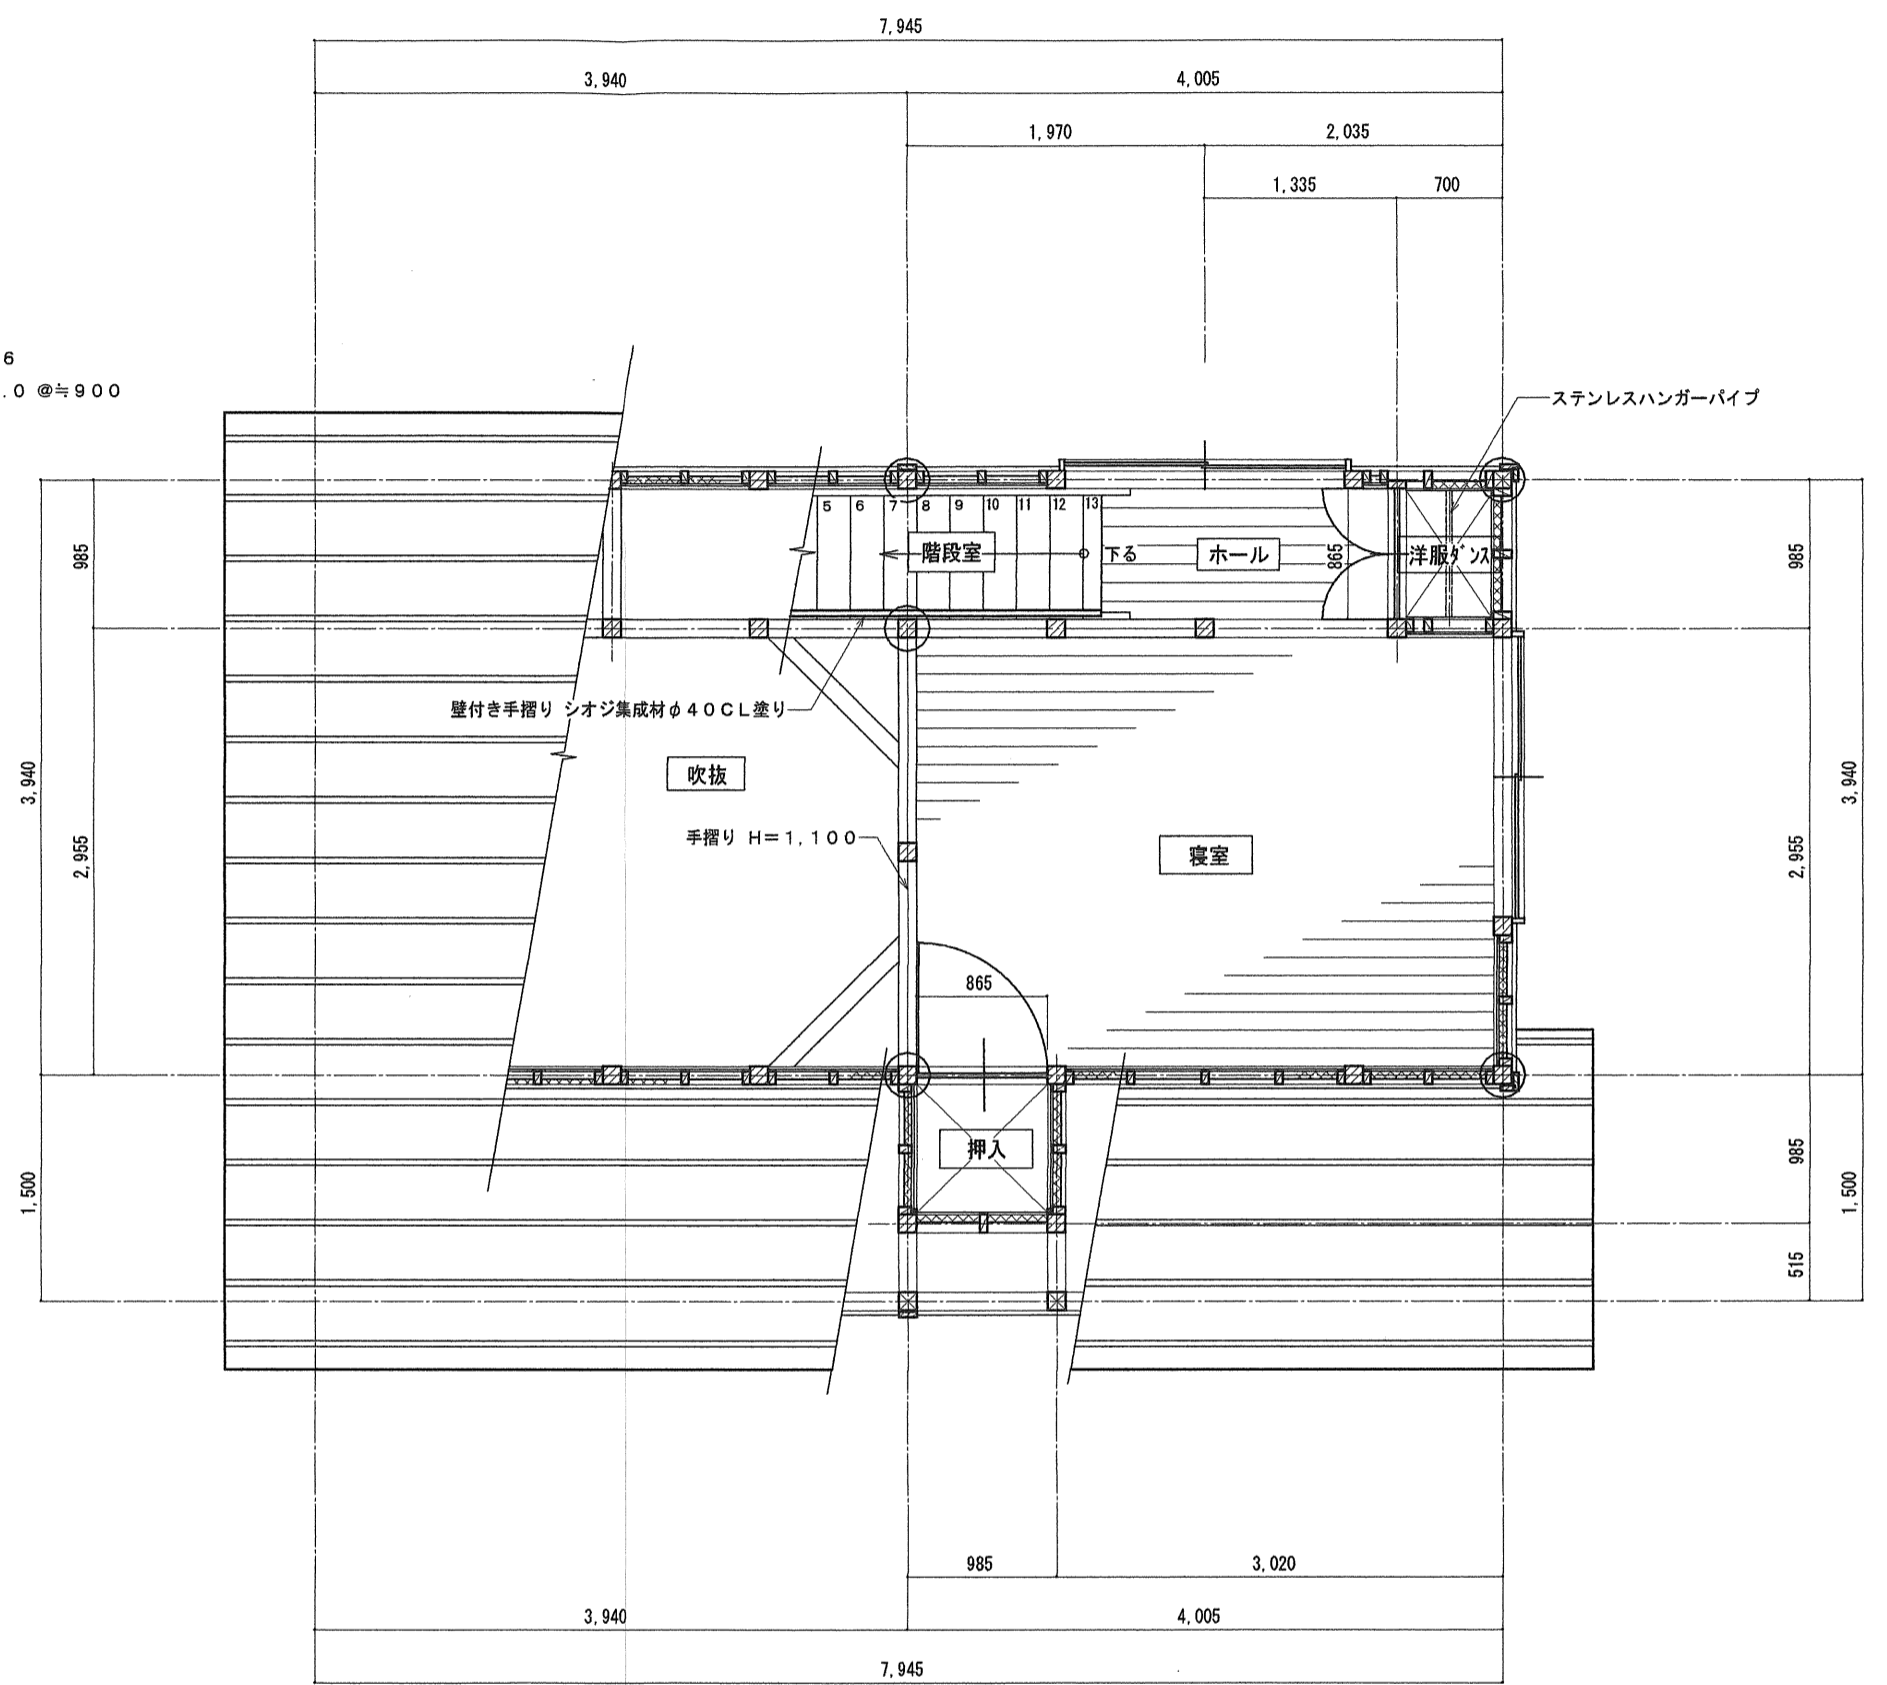 7,945
3,940
4,005
1,970
2,035
1,335
700
6
.0 @≒900
ステンレスハンガーパイプ
5 6 7 8 9 10 11 12 13
階段室
下る
ホール
865
洋服ダンス
985
985
壁付き手摺り シオジ集成材φ40CL塗り
吹抜
3,940
2,955
手摺り H=1,100
寝室
2,955
3,940
865
押入
1,500
985
1,500
515
985
3,020
3,940
4,005
7,945